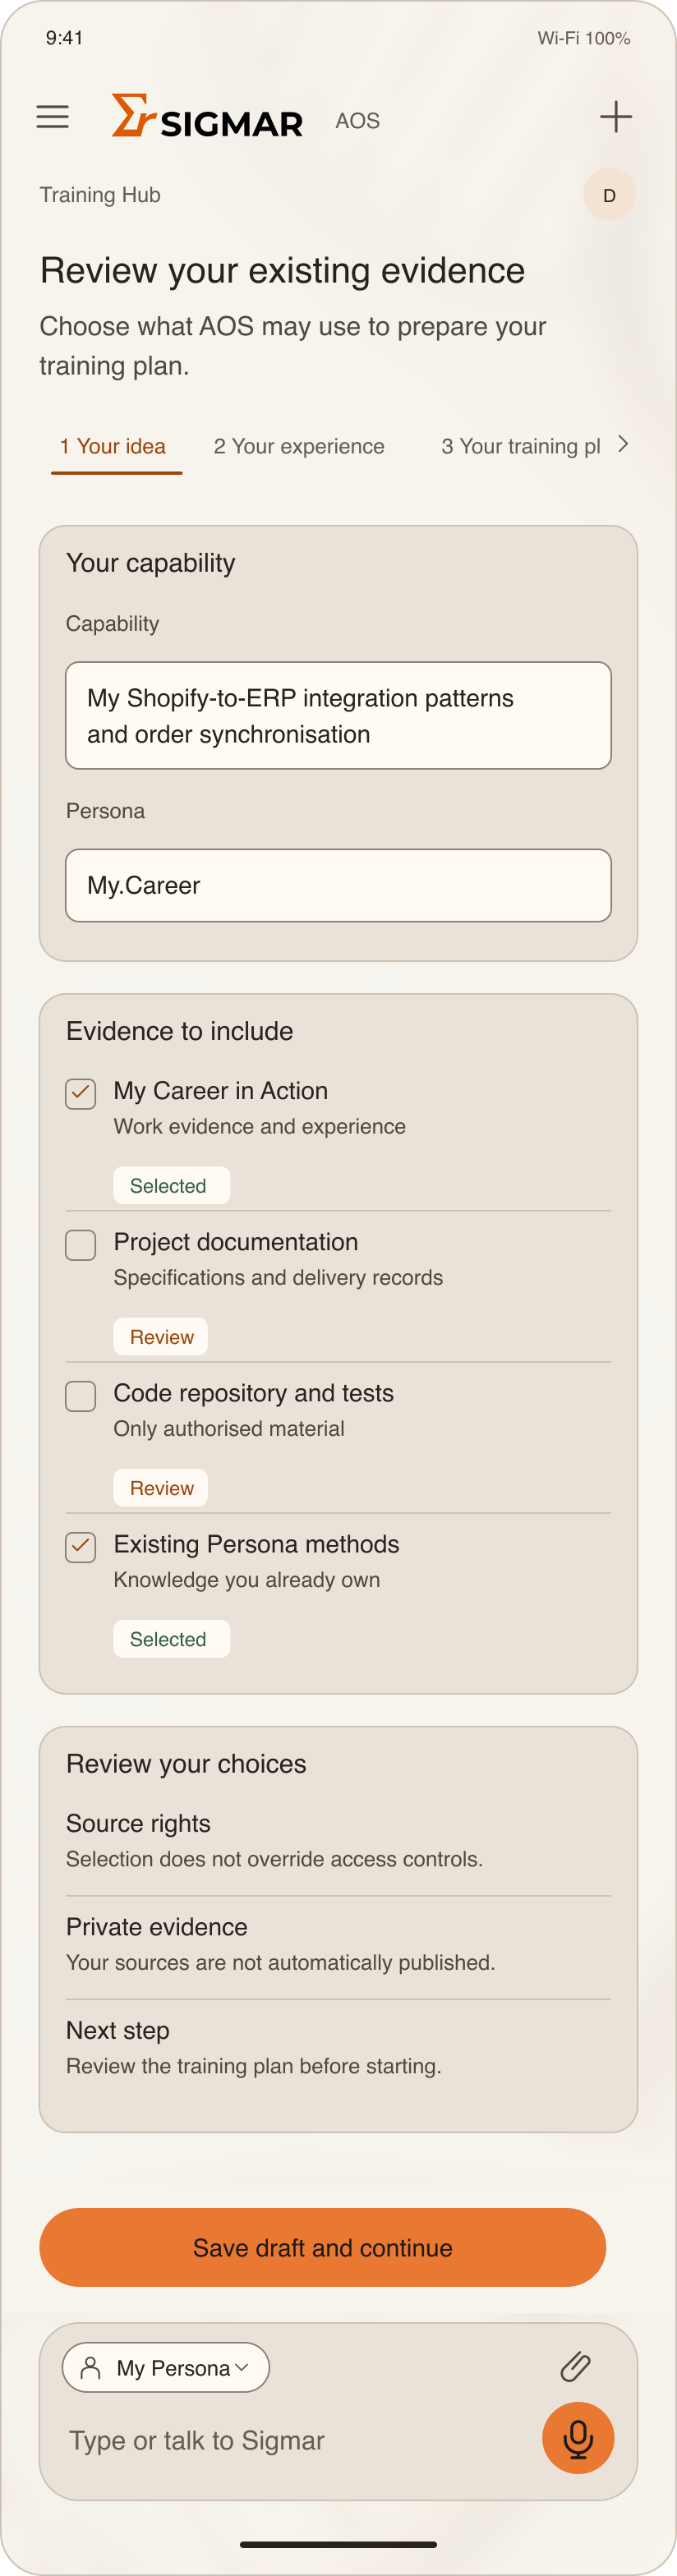 9:41
Wi-Fi 100%
Σr SIGMAR AOS
Training Hub
D
Review your existing evidence
Choose what AOS may use to prepare your
training plan.
1 Your idea
2 Your experience
3 Your training pl
Your capability
Capability
My Shopify-to-ERP integration patterns
and order synchronisation
Persona
My.Career
Evidence to include
My Career in Action
Work evidence and experience
Selected
Project documentation
Specifications and delivery records
Review
Code repository and tests
Only authorised material
Review
Existing Persona methods
Knowledge you already own
Selected
Review your choices
Source rights
Selection does not override access controls.
Private evidence
Your sources are not automatically published.
Next step
Review the training plan before starting.
Save draft and continue
My Persona
Type or talk to Sigmar